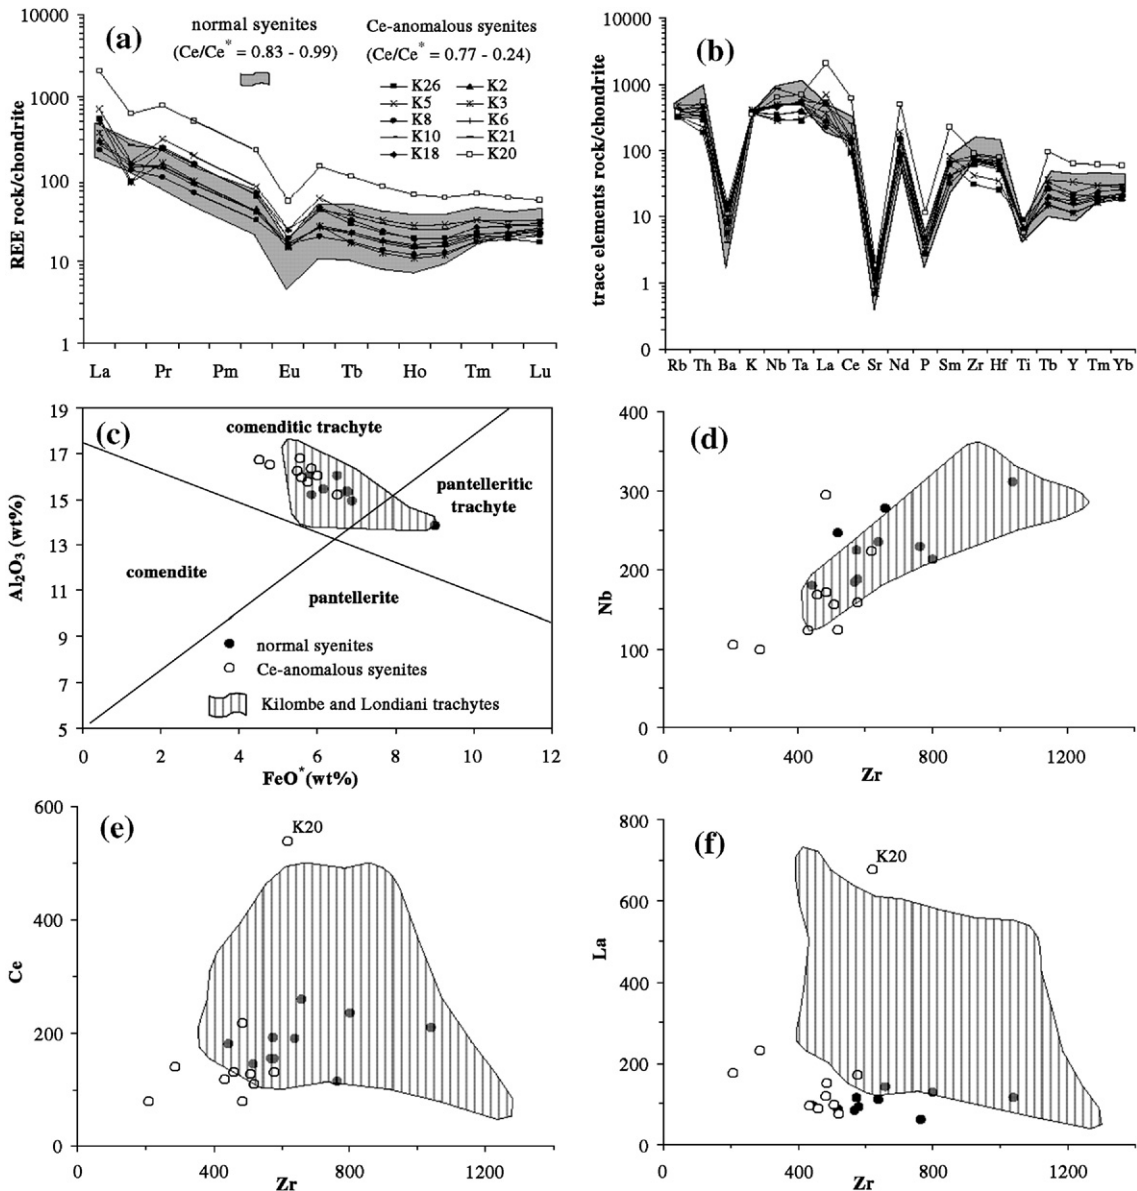 (a)
normal syenites
(Ce/Ce* = 0.83 - 0.99)
Ce-anomalous syenites
(Ce/Ce* = 0.77 - 0.24)
K26 K2
K5 K3
K8 K6
K10 K21
K18 K20
REE rock/chondrite
10000
1000
100
10
1
La Pr Pm Eu Tb Ho Tm Lu
(b)
trace elements rock/chondrite
100000
10000
1000
100
10
1
0
Rb Th Ba K Nb Ta La Ce Sr Nd P Sm Zr Hf Ti Tb Y Tm Yb
(c)
comenditic trachyte
pantelleritic
trachyte
comendite
pantellerite
normal syenites
Ce-anomalous syenites
Kilombe and Londiani trachytes
Al2O3 (wt%)
19
17
15
13
11
9
7
5
0 2 4 6 8 10 12
FeO* (wt%)
(d)
Nb
400
300
200
100
0
0 400 800 1200
Zr
(e)
K20
Ce
600
400
200
0
0 400 800 1200
Zr
(f)
K20
La
800
600
400
200
0
0 400 800 1200
Zr